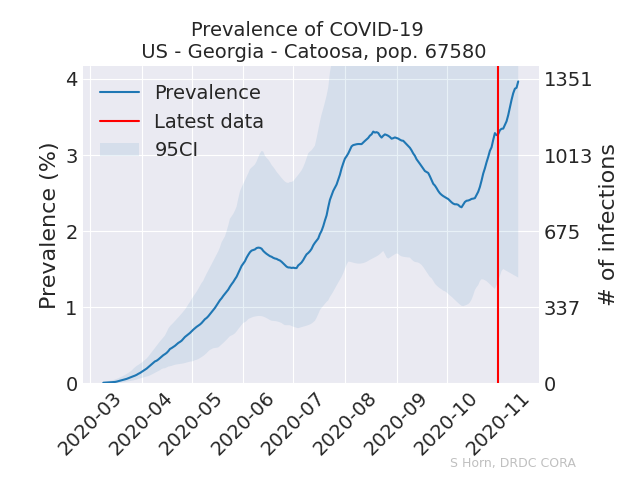 Prevalence of COVID-19
US - Georgia - Catoosa, pop. 67580
Prevalence
Latest data
95CI
Prevalence (%)
4
3
2
1
0
1351
1013
675
337
0
# of infections
2020-03
2020-04
2020-05
2020-06
2020-07
2020-08
2020-09
2020-10
2020-11
S Horn, DRDC CORA